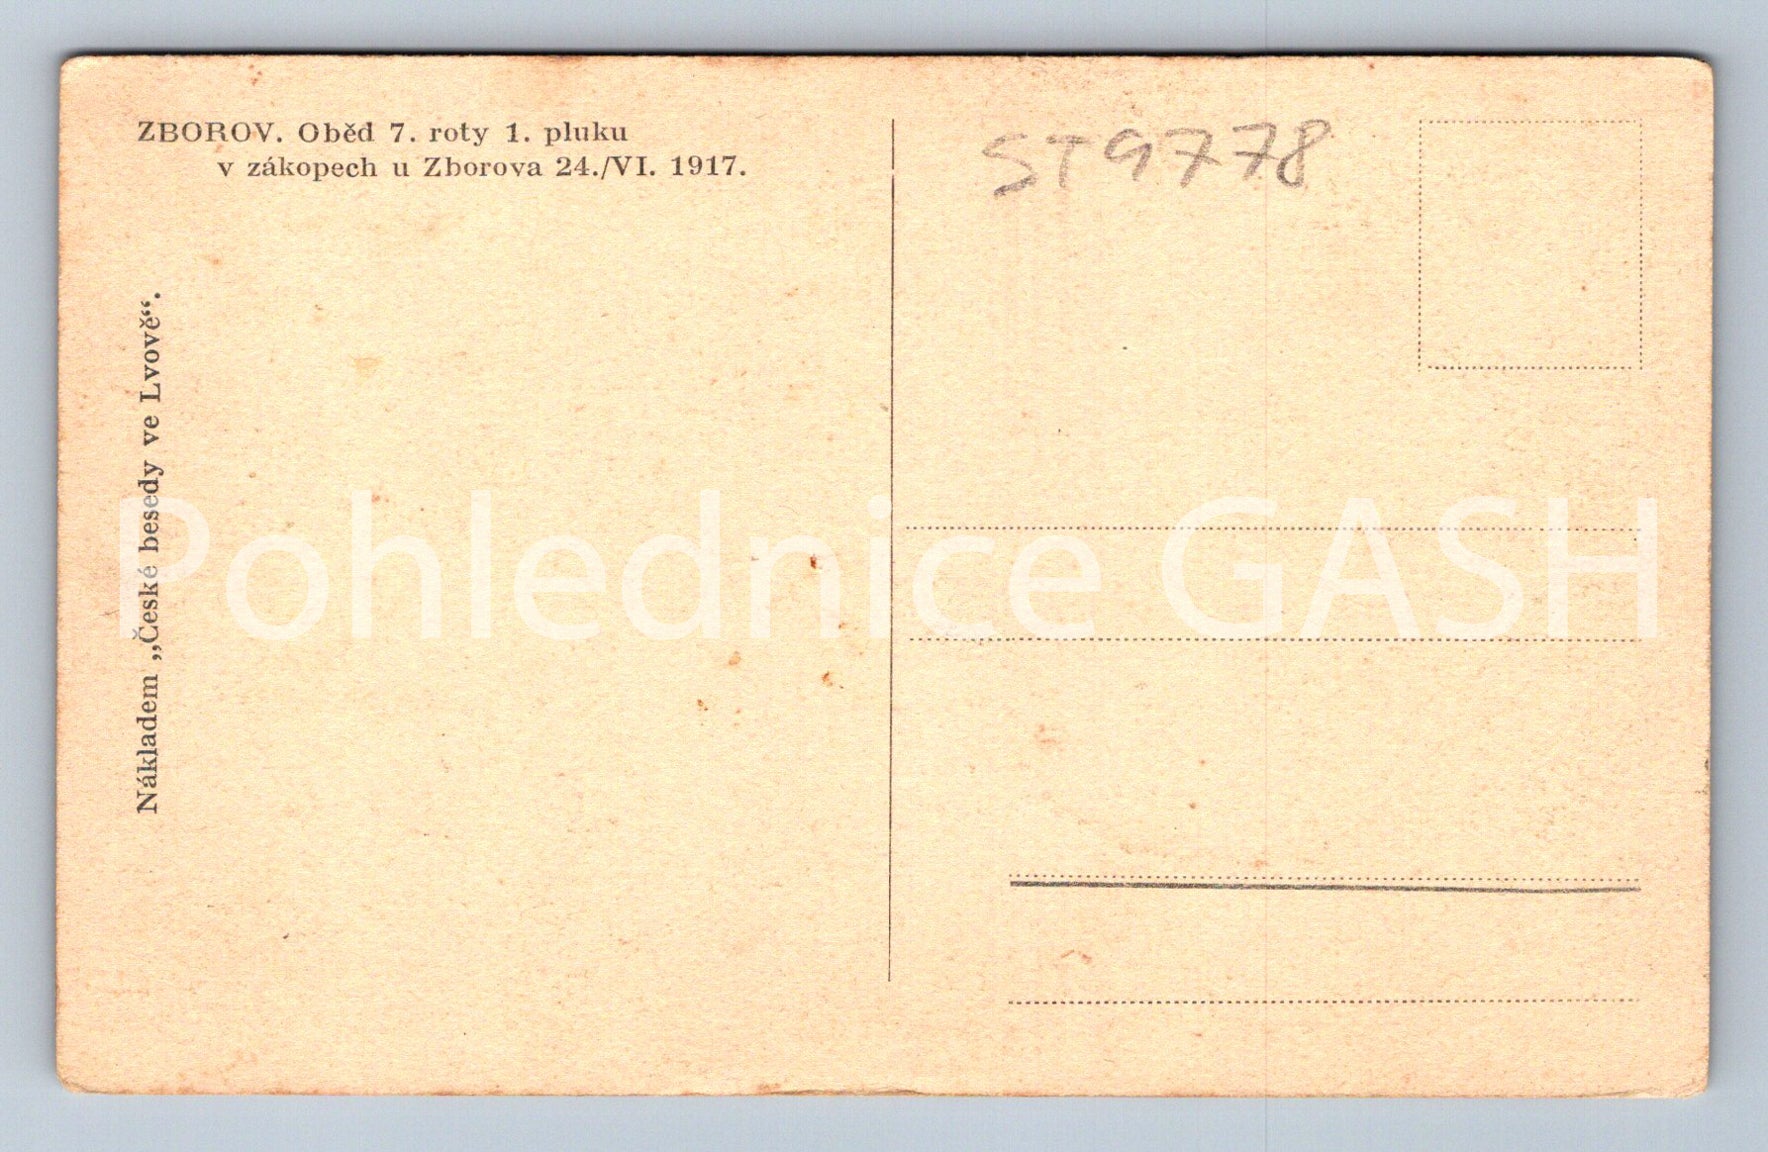 ZBOROV. Oběd 7. roty 1. pluku
v zákopech u Zborova 24./VI. 1917.
ST9778
Nákladem „České besedy ve Lvově“.
Pohlednice GASH